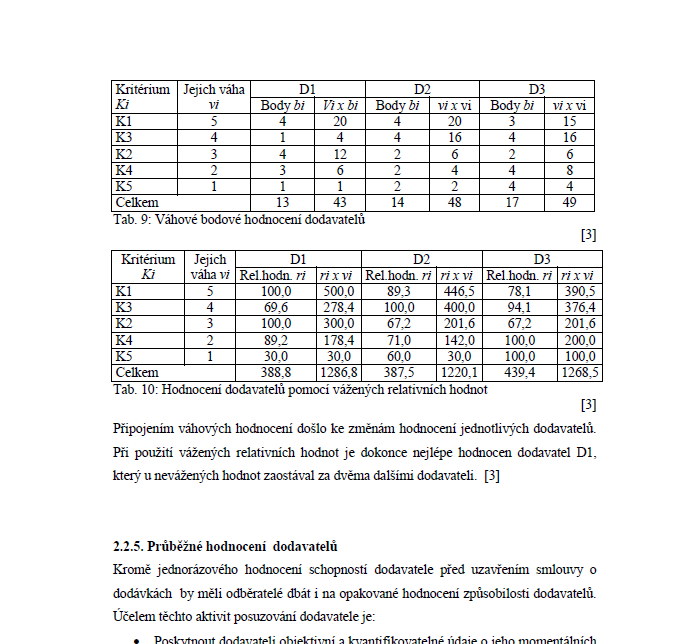 Kritérium Jejich váha D1 D2 D3
Ki vi Body bi Vi x bi Body bi vi x vi Body bi vi x vi
K1 5 4 20 4 20 3 15
K3 4 1 4 4 16 4 16
K2 3 4 12 2 6 2 6
K4 2 3 6 2 4 4 8
K5 1 1 1 2 2 4 4
Celkem 13 43 14 48 17 49
Tab. 9: Váhové bodové hodnocení dodavatelů
[3]
Kritérium Jejich D1 D2 D3
Ki váha vi Rel.hodn. ri ri x vi Rel.hodn. ri ri x vi Rel.hodn. ri ri x vi
K1 5 100,0 500,0 89,3 446,5 78,1 390,5
K3 4 69,6 278,4 100,0 400,0 94,1 376,4
K2 3 100,0 300,0 67,2 201,6 67,2 201,6
K4 2 89,2 178,4 71,0 142,0 100,0 200,0
K5 1 30,0 30,0 60,0 30,0 100,0 100,0
Celkem 388,8 1286,8 387,5 1220,1 439,4 1268,5
Tab. 10: Hodnocení dodavatelů pomocí vážených relativních hodnot
[3]
Připojením váhových hodnocení došlo ke změnám hodnocení jednotlivých dodavatelů.
Při použití vážených relativních hodnot je dokonce nejlépe hodnocen dodavatel D1,
který u nevážených hodnot zaostával za dvěma dalšími dodavateli. [3]
2.2.5. Průběžné hodnocení dodavatelů
Kromě jednorázového hodnocení schopností dodavatele před uzavřením smlouvy o
dodávkách by měli odběratelé dbát i na opakované hodnocení způsobilosti dodavatelů.
Účelem těchto aktivit posuzování dodavatele je:
• Poskytnout dodavateli objektivní a kvantifikovatelné údaje o jeho momentálních